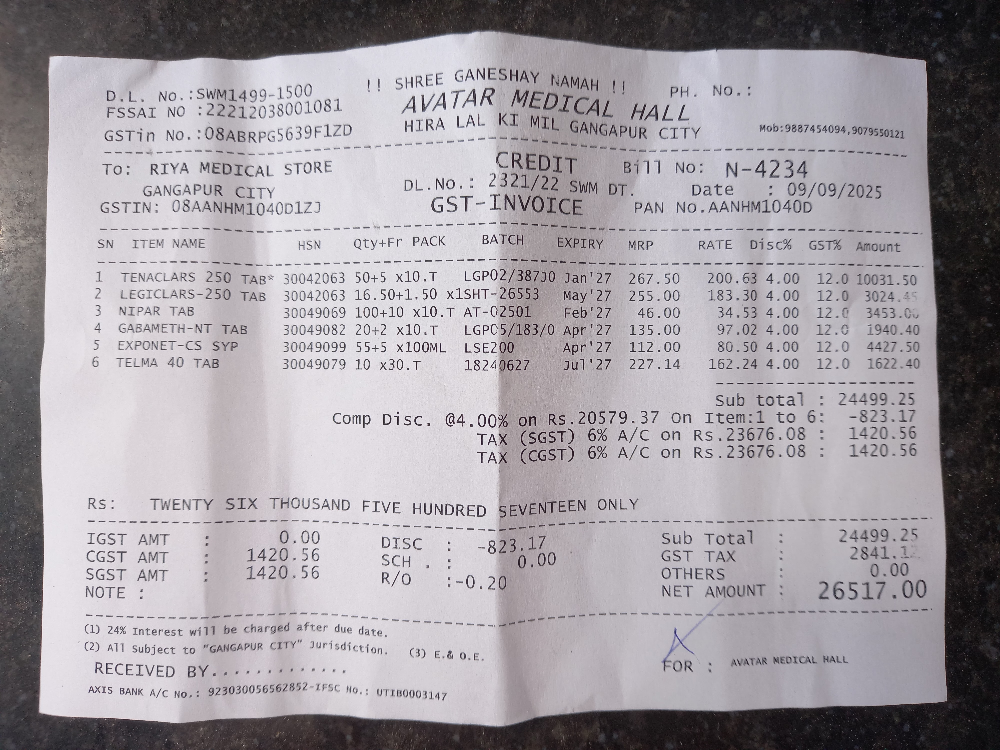 !! SHREE GANESHAY NAMAH !!
D.L. No.:SWM1499-1500 PH. No.:
FSSAI NO :22212038001081 AVATAR MEDICAL HALL
GSTin No.:08ABRPG5639F1ZD HIRA LAL KI MIL GANGAPUR CITY Mob:9887454094,9079550121
To: RIYA MEDICAL STORE CREDIT Bill No: N-4234
GANGAPUR CITY DL.No.: 2321/22 SWM DT. Date : 09/09/2025
GSTIN: 08AANHM1040D1ZJ GST-INVOICE PAN No.AANHM1040D
SN ITEM NAME HSN Qty+Fr PACK BATCH EXPIRY MRP RATE Disc% GST% Amount
1 TENACLARS 250 TAB* 30042063 50+5 x10.T LGP02/387J0 Jan'27 267.50 200.63 4.00 12.0 10031.50
2 LEGICLARS-250 TAB 30042063 16.50+1.50 x1SHT-26553 May'27 255.00 183.30 4.00 12.0 3024.45
3 NIPAR TAB 30049069 100+10 x10.T AT-02501 Feb'27 46.00 34.53 4.00 12.0 3453.00
4 GABAMETH-NT TAB 30049082 20+2 x10.T LGPC5/183/0 Apr'27 135.00 97.02 4.00 12.0 1940.40
5 EXPONET-CS SYP 30049099 55+5 x100ML LSE200 Apr'27 112.00 80.50 4.00 12.0 4427.50
6 TELMA 40 TAB 30049079 10 x30.T 18240627 Jul'27 227.14 162.24 4.00 12.0 1622.40
Sub total : 24499.25
Comp Disc. @4.00% on Rs.20579.37 On Item:1 to 6: -823.17
TAX (SGST) 6% A/C on Rs.23676.08 : 1420.56
TAX (CGST) 6% A/C on Rs.23676.08 : 1420.56
Rs: TWENTY SIX THOUSAND FIVE HUNDRED SEVENTEEN ONLY
IGST AMT : 0.00 DISC : -823.17 Sub Total : 24499.25
CGST AMT : 1420.56 SCH . : 0.00 GST TAX : 2841.12
SGST AMT : 1420.56 R/O :-0.20 OTHERS : 0.00
NOTE : NET AMOUNT : 26517.00
(1) 24% Interest will be charged after due date.
(2) All Subject to "GANGAPUR CITY" Jurisdiction. (3) E.& O.E.
RECEIVED BY............. FOR : AVATAR MEDICAL HALL
AXIS BANK A/C No.: 923030056562852-IFSC No.: UTIB0003147